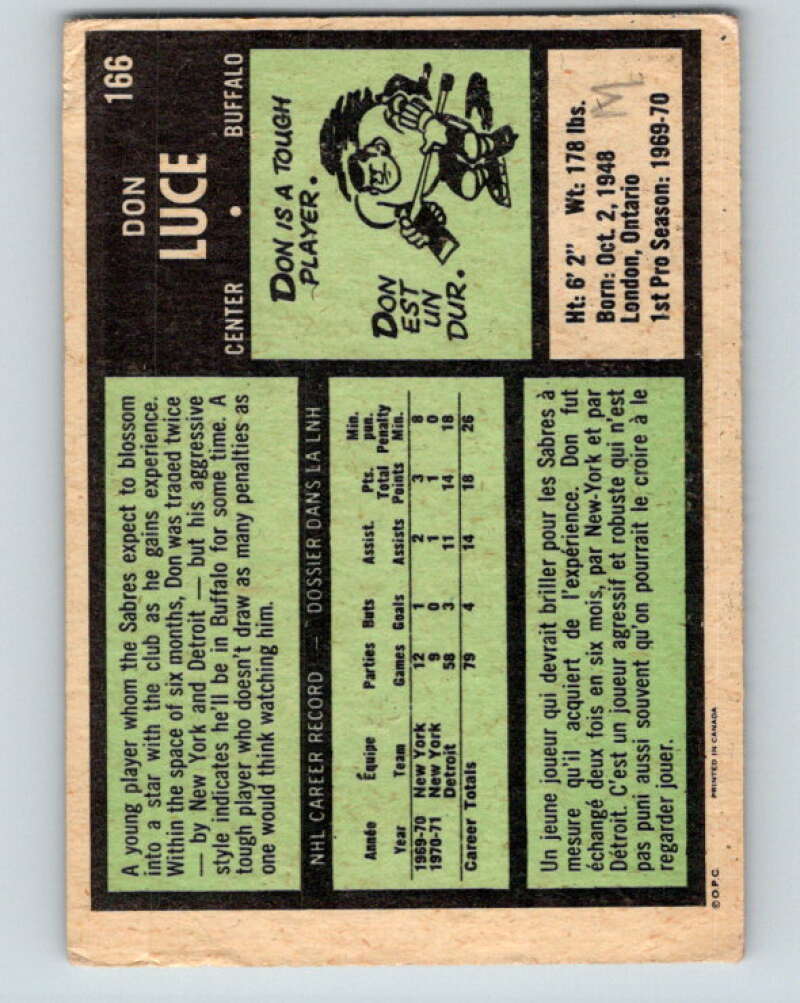 166
DON
LUCE
CENTER • BUFFALO
DON IS A TOUGH
PLAYER.
DON
EST
UN
DUR.
Ht: 6' 2" Wt: 178 lbs.
Born: Oct. 2, 1948
London, Ontario
1st Pro Season: 1969-70
M
A young player whom the Sabres expect to blossom
into a star with the club as he gains experience.
Within the space of six months, Don was traded twice
— by New York and Detroit — but his aggressive
style indicates he'll be in Buffalo for some time. A
tough player who doesn't draw as many penalties as
one would think watching him.
NHL CAREER RECORD — DOSSIER DANS LA LNH
Année Équipe Parties Buts Assist. Pts. Total Min. pun.
Year Team Games Goals Assists Points Penalty Min.
1969-70 New York 12 1 2 3 8
1970-71 New York 9 0 1 1 0
Detroit 58 3 11 14 18
Career Totals 79 4 14 18 26
Un jeune joueur qui devrait briller pour les Sabres à
mesure qu'il acquiert de l'expérience. Don fut
échangé deux fois en six mois, par New-York et par
Détroit. C'est un joueur agressif et robuste qui n'est
pas puni aussi souvent qu'on pourrait le croire à le
regarder jouer.
© O.P.C. PRINTED IN CANADA